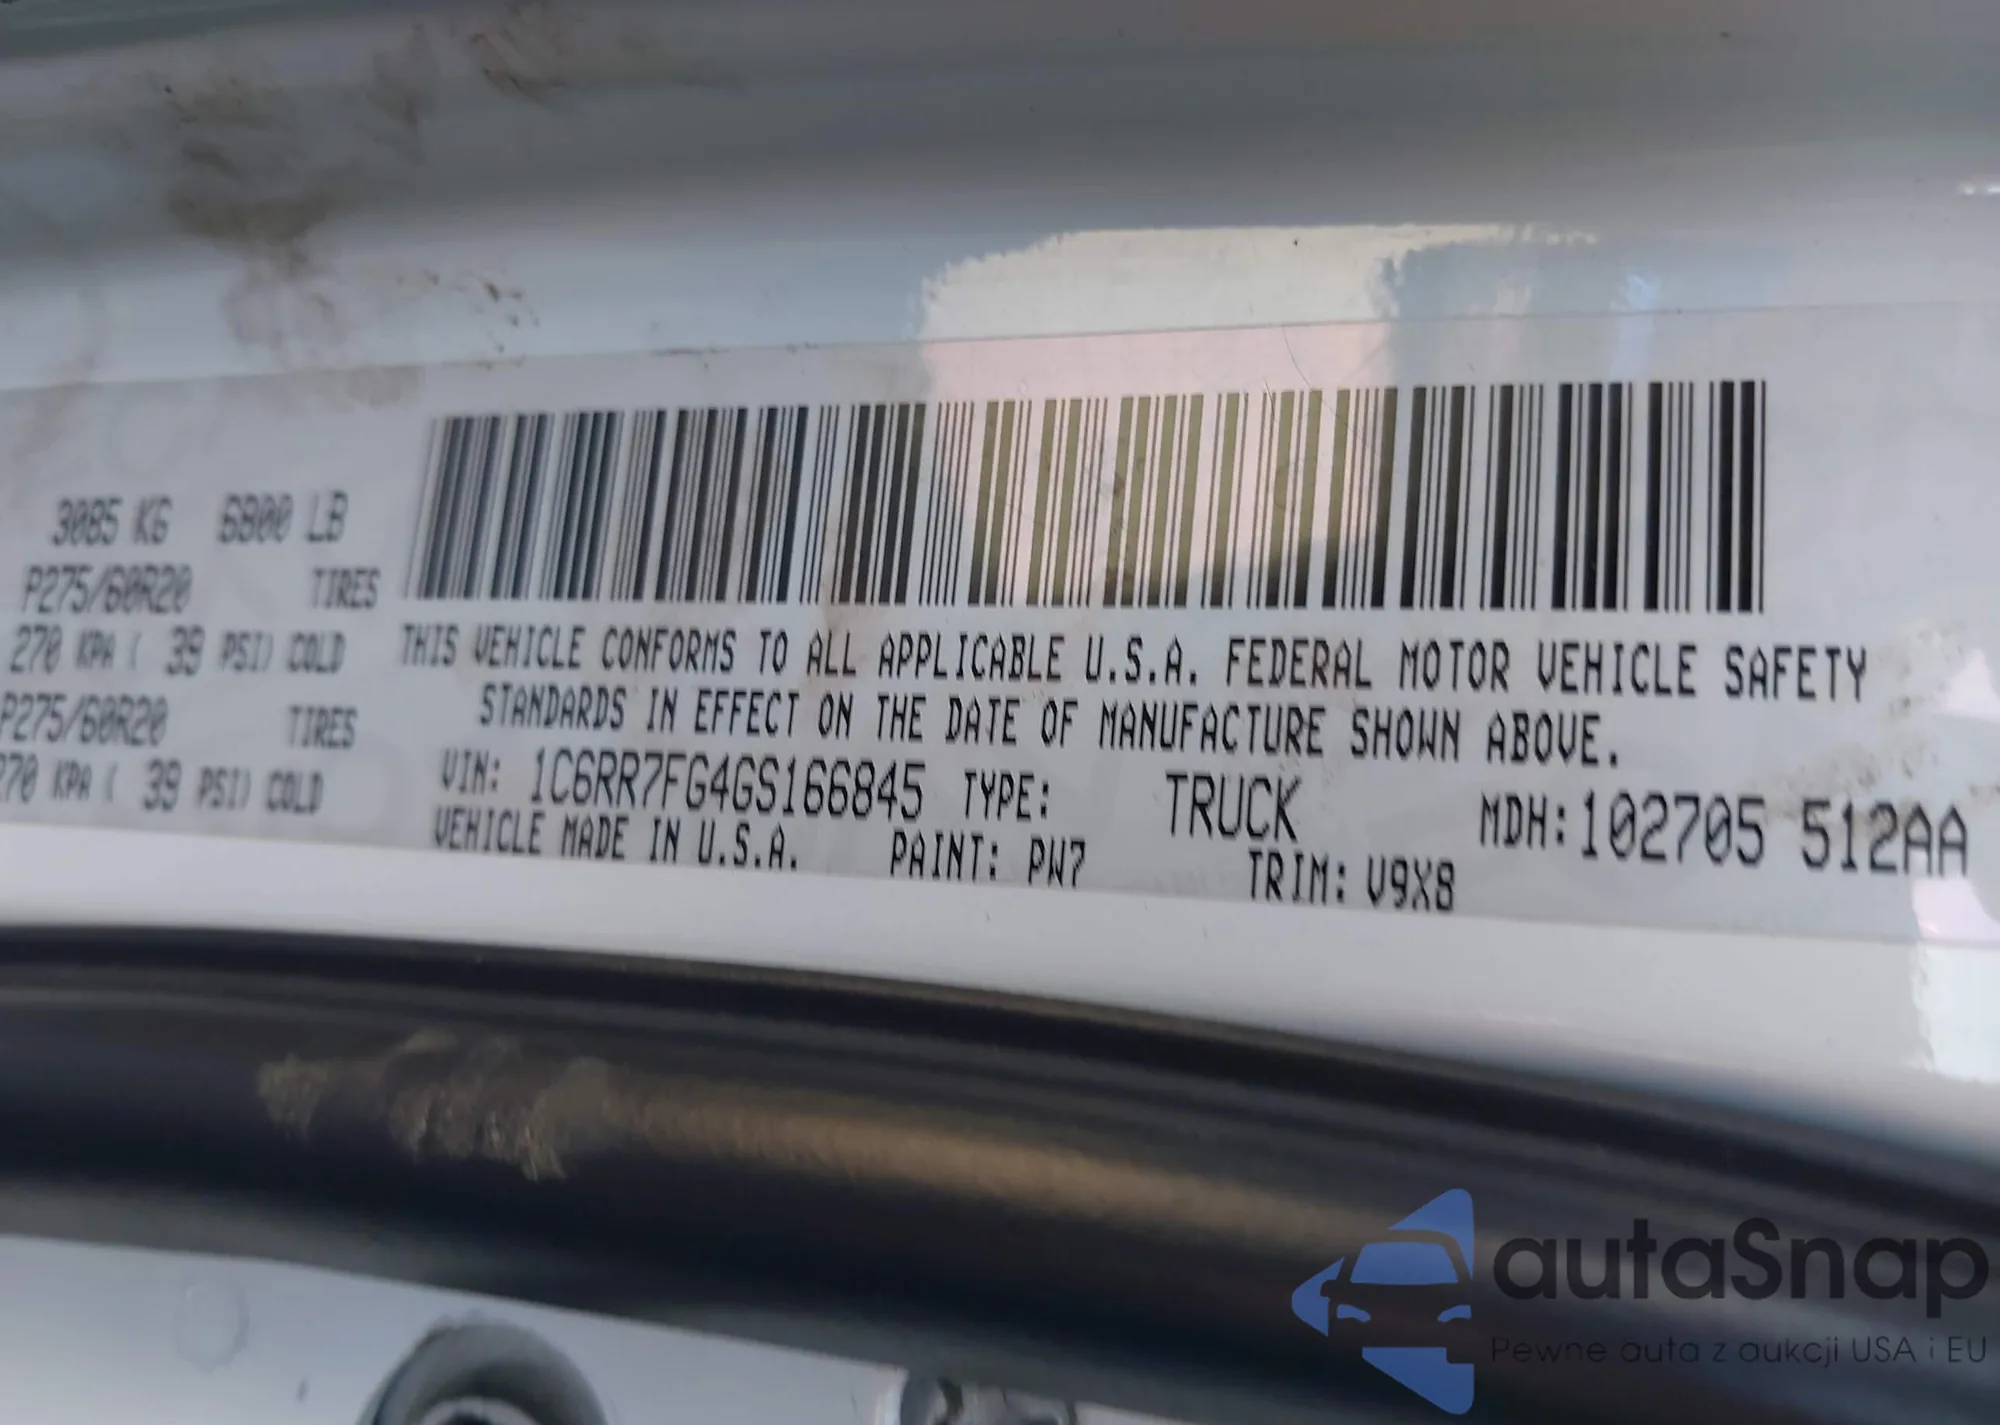 3085 KG 6800 LB
P275/60R20 TIRES
270 KPA ( 39 PSI) COLD
P275/60R20 TIRES
270 KPA ( 39 PSI) COLD
THIS VEHICLE CONFORMS TO ALL APPLICABLE U.S.A. FEDERAL MOTOR VEHICLE SAFETY
STANDARDS IN EFFECT ON THE DATE OF MANUFACTURE SHOWN ABOVE.
VIN: 1C6RR7FG4GS166845 TYPE: TRUCK MDH:102705 512AA
VEHICLE MADE IN U.S.A. PAINT: PW7 TRIM: V9X8
autaSnap
Pewne auta z aukcji USA i EU